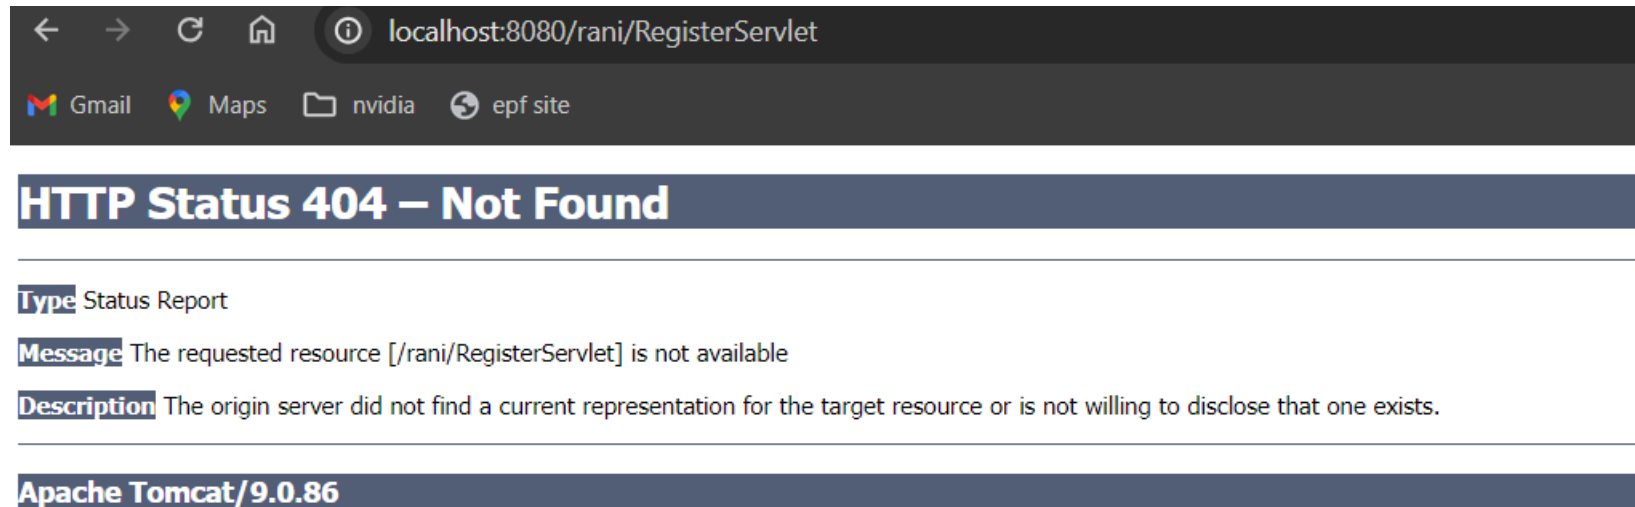 localhost:8080/rani/RegisterServlet
Gmail Maps nvidia epf site
HTTP Status 404 – Not Found
Type Status Report
Message The requested resource [/rani/RegisterServlet] is not available
Description The origin server did not find a current representation for the target resource or is not willing to disclose that one exists.
Apache Tomcat/9.0.86